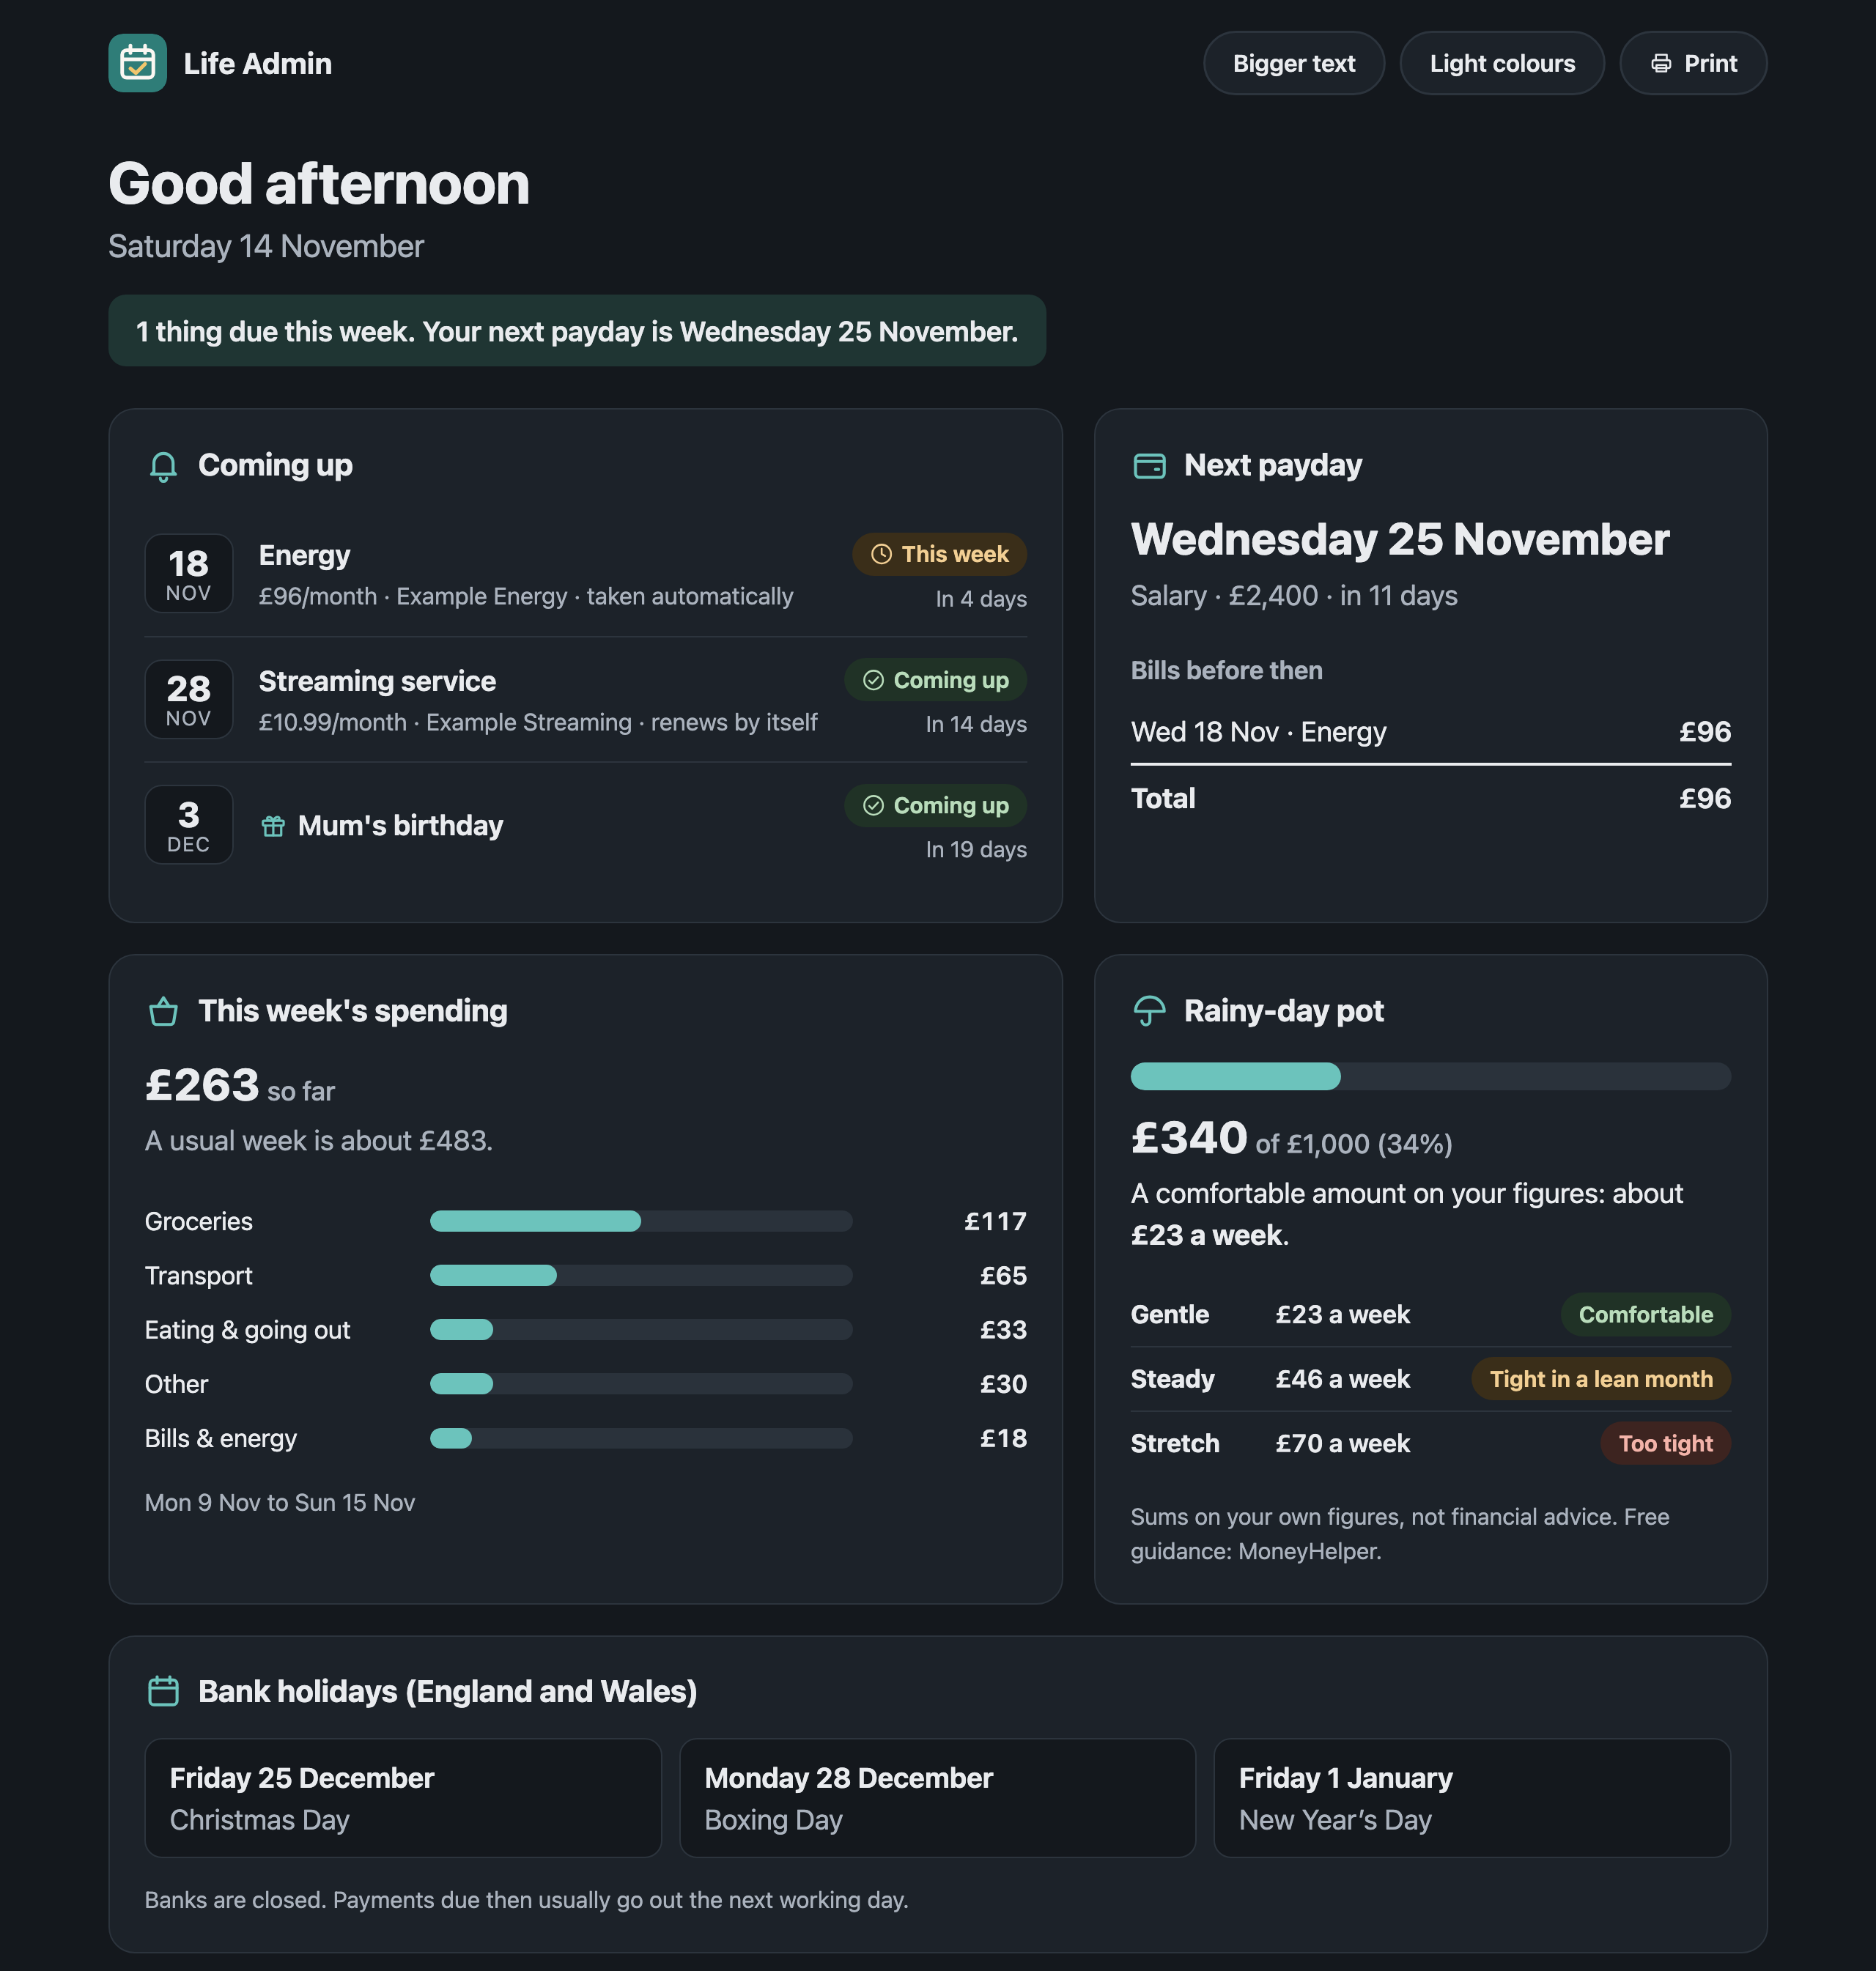 Life Admin
Bigger text
Light colours
Print
Good afternoon
Saturday 14 November
1 thing due this week. Your next payday is Wednesday 25 November.
Coming up
18
NOV
Energy
£96/month · Example Energy · taken automatically
This week
In 4 days
28
NOV
Streaming service
£10.99/month · Example Streaming · renews by itself
Coming up
In 14 days
3
DEC
Mum's birthday
Coming up
In 19 days
Next payday
Wednesday 25 November
Salary · £2,400 · in 11 days
Bills before then
Wed 18 Nov · Energy £96
Total £96
This week's spending
£263 so far
A usual week is about £483.
Groceries £117
Transport £65
Eating & going out £33
Other £30
Bills & energy £18
Mon 9 Nov to Sun 15 Nov
Rainy-day pot
£340 of £1,000 (34%)
A comfortable amount on your figures: about
£23 a week.
Gentle £23 a week Comfortable
Steady £46 a week Tight in a lean month
Stretch £70 a week Too tight
Sums on your own figures, not financial advice. Free
guidance: MoneyHelper.
Bank holidays (England and Wales)
Friday 25 December
Christmas Day
Monday 28 December
Boxing Day
Friday 1 January
New Year’s Day
Banks are closed. Payments due then usually go out the next working day.